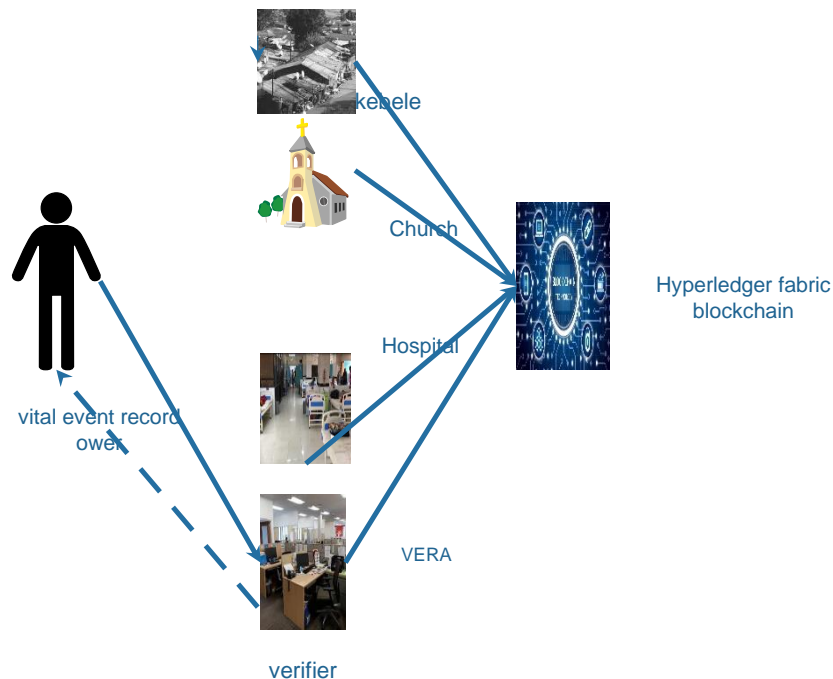 kebele
Church
Hyperledger fabric
blockchain
Hospital
vital event record
ower
VERA
verifier